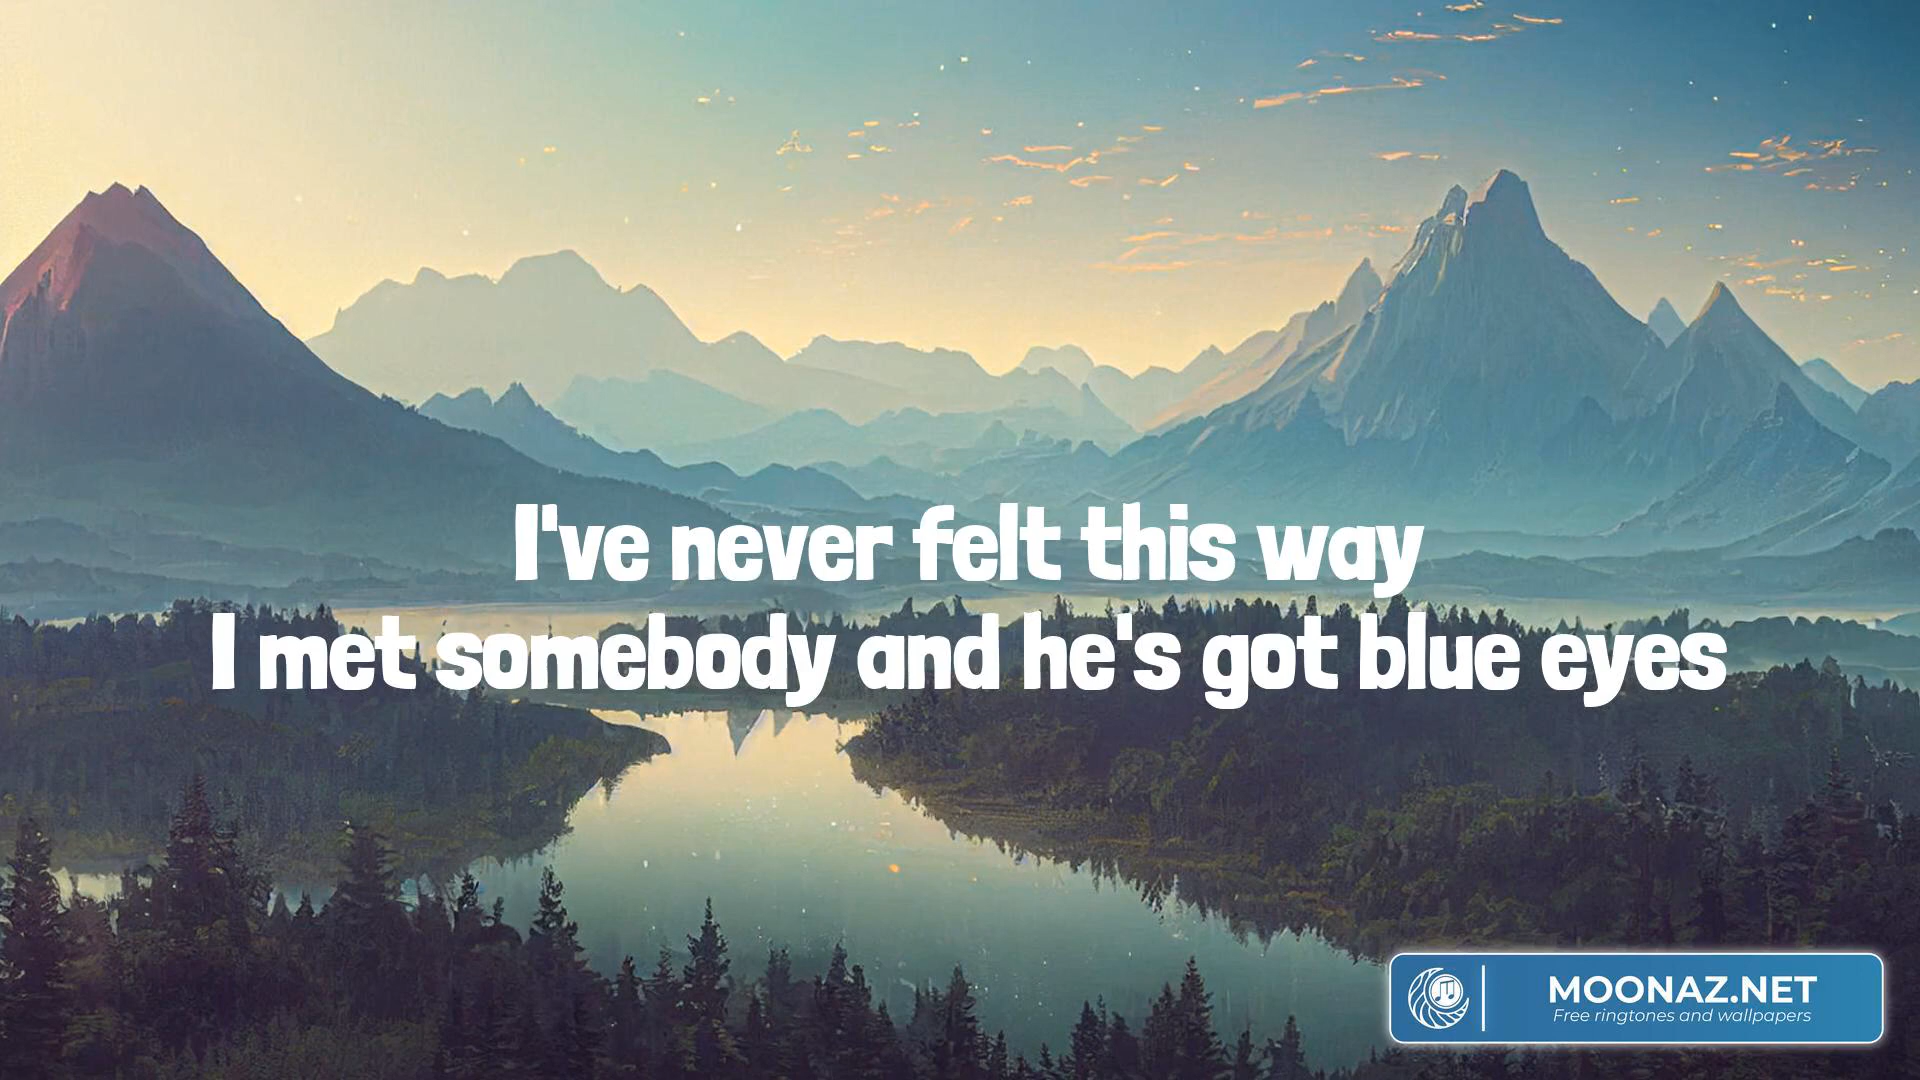 I've never felt this way
I met somebody and he's got blue eyes
MOONAZ.NET
Free ringtones and wallpapers